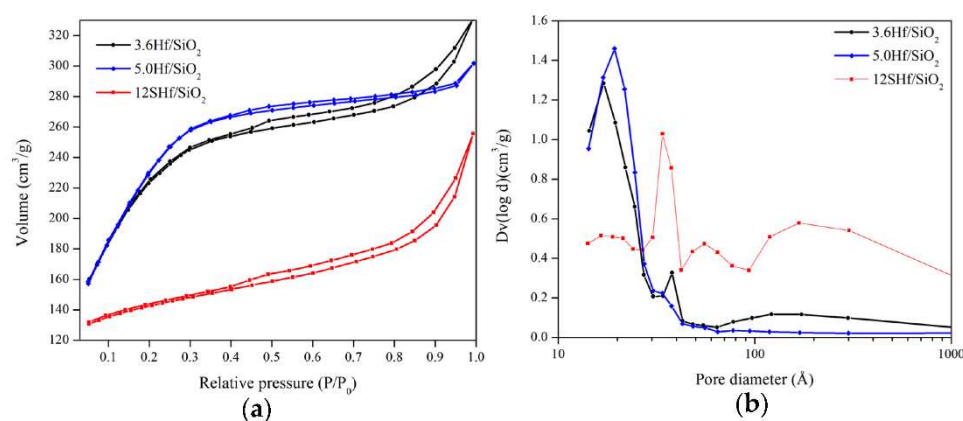 320
300
280
260
240
220
200
180
160
140
120
Volume (cm³/g)
3.6Hf/SiO₂
5.0Hf/SiO₂
12SHf/SiO₂
0.1 0.2 0.3 0.4 0.5 0.6 0.7 0.8 0.9 1.0
Relative pressure (P/P₀)
(a)
1.6
1.4
1.2
1.0
0.8
0.6
0.4
0.2
0.0
Dv(log d)(cm³/g)
3.6Hf/SiO₂
5.0Hf/SiO₂
12SHf/SiO₂
10 100 1000
Pore diameter (Å)
(b)